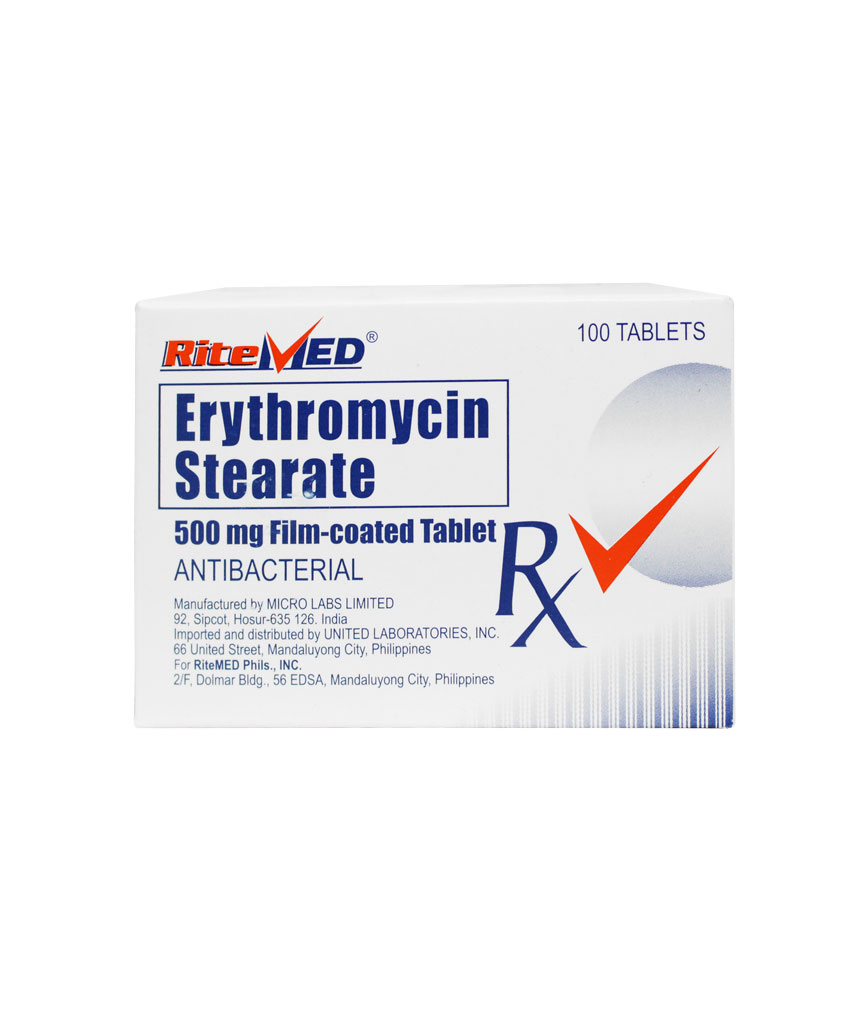 RiteMED®
100 TABLETS
Erythromycin
Stearate
500 mg Film-coated Tablet
Rx
ANTIBACTERIAL
Manufactured by MICRO LABS LIMITED
92, Sipcot, Hosur-635 126. India
Imported and distributed by UNITED LABORATORIES, INC.
66 United Street, Mandaluyong City, Philippines
For RiteMED Phils., INC.
2/F, Dolmar Bldg., 56 EDSA, Mandaluyong City, Philippines